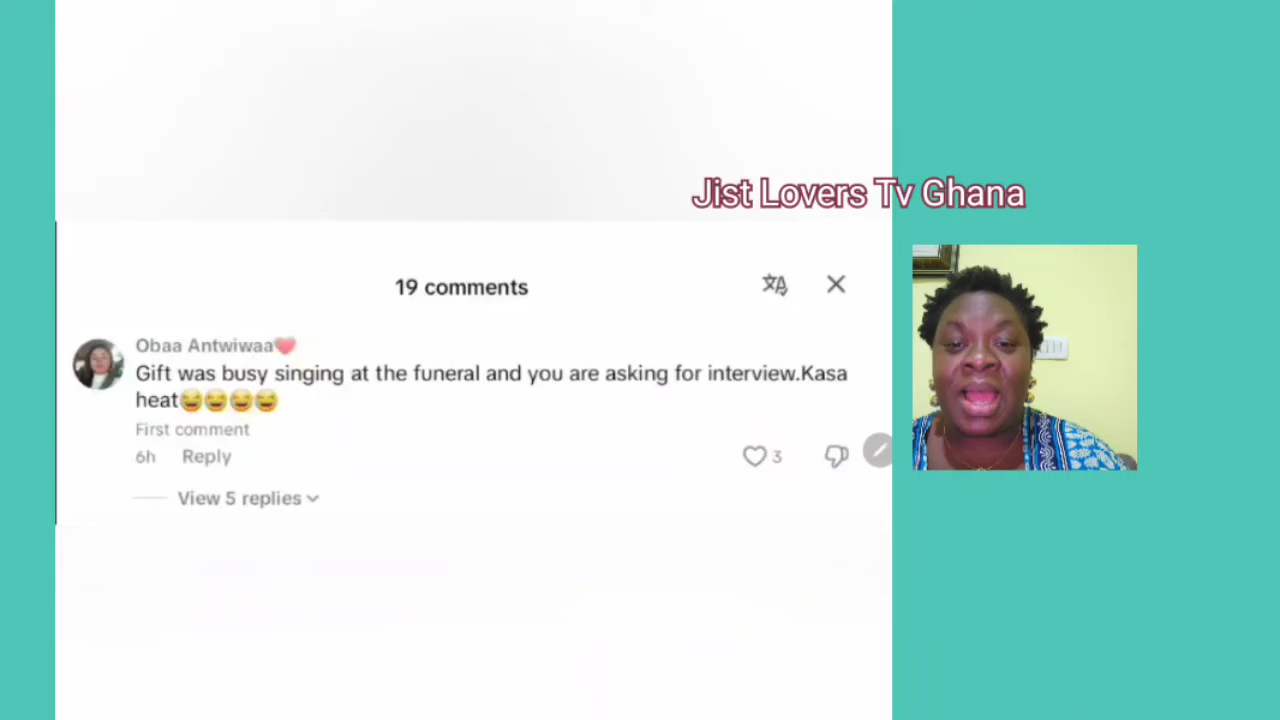 Jist Lovers Tv Ghana
19 comments
Obaa Antwiwaa❤️
Gift was busy singing at the funeral and you are asking for interview.Kasa
heat😂😂😂😂
First comment
6h Reply
3
View 5 replies